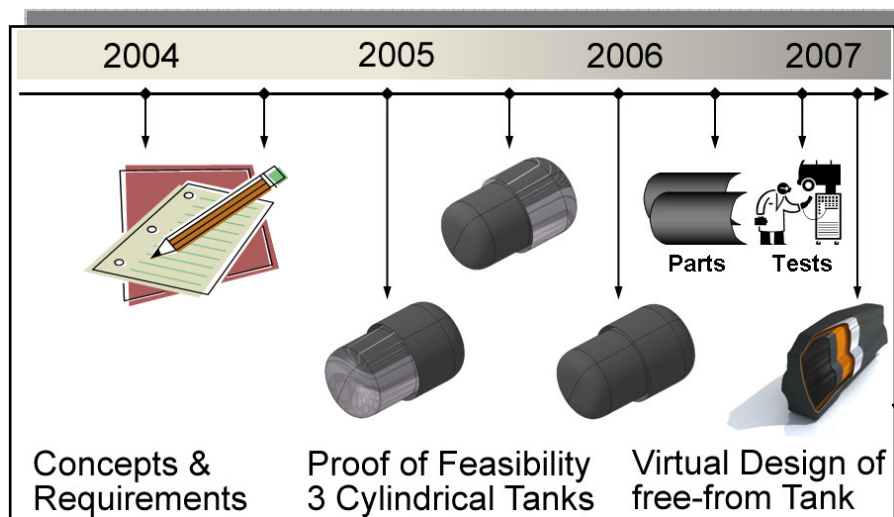 2004 2005 2006 2007
Parts Tests
Concepts &
Requirements
Proof of Feasibility
3 Cylindrical Tanks
Virtual Design of
free-from Tank